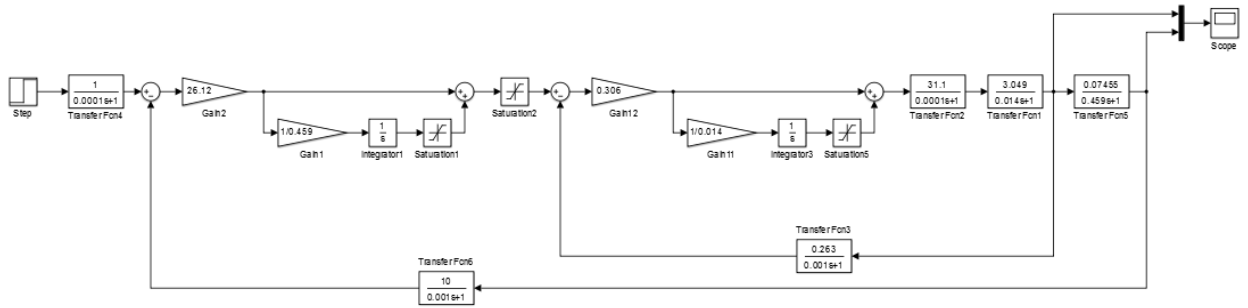 Scope
Step
1
0.0001s+1
Transfer Fcn4
26.12
Gain2
1/0.459
Gain1
1
s
Integrator1
Saturation1
Saturation2
0.306
Gain12
1/0.014
Gain11
1
s
Integrator3
Saturation5
31.1
0.0001s+1
Transfer Fcn2
3.049
0.014s+1
Transfer Fcn1
0.07455
0.459s+1
Transfer Fcn5
Transfer Fcn3
0.263
0.001s+1
Transfer Fcn6
10
0.001s+1